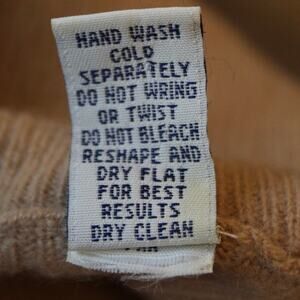 HAND WASH
COLD
SEPARATELY
DO NOT WRING
OR TWIST
DO NOT BLEACH
RESHAPE AND
DRY FLAT
FOR BEST
RESULTS
DRY CLEAN